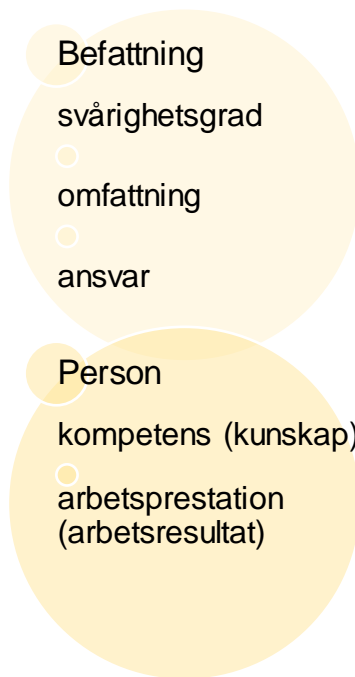 Befattning
svårighetsgrad
omfattning
ansvar
Person
kompetens (kunskap)
arbetsprestation
(arbetsresultat)